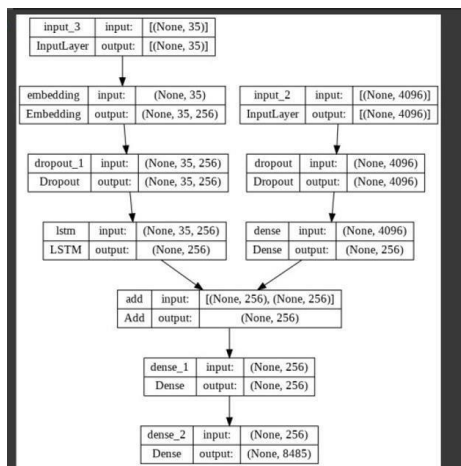 input_3 input: [(None, 35)]
InputLayer output: [(None, 35)]
embedding input: (None, 35)
Embedding output: (None, 35, 256)
input_2 input: [(None, 4096)]
InputLayer output: [(None, 4096)]
dropout_1 input: (None, 35, 256)
Dropout output: (None, 35, 256)
dropout input: (None, 4096)
Dropout output: (None, 4096)
lstm input: (None, 35, 256)
LSTM output: (None, 256)
dense input: (None, 4096)
Dense output: (None, 256)
add input: [(None, 256), (None, 256)]
Add output: (None, 256)
dense_1 input: (None, 256)
Dense output: (None, 256)
dense_2 input: (None, 256)
Dense output: (None, 8485)